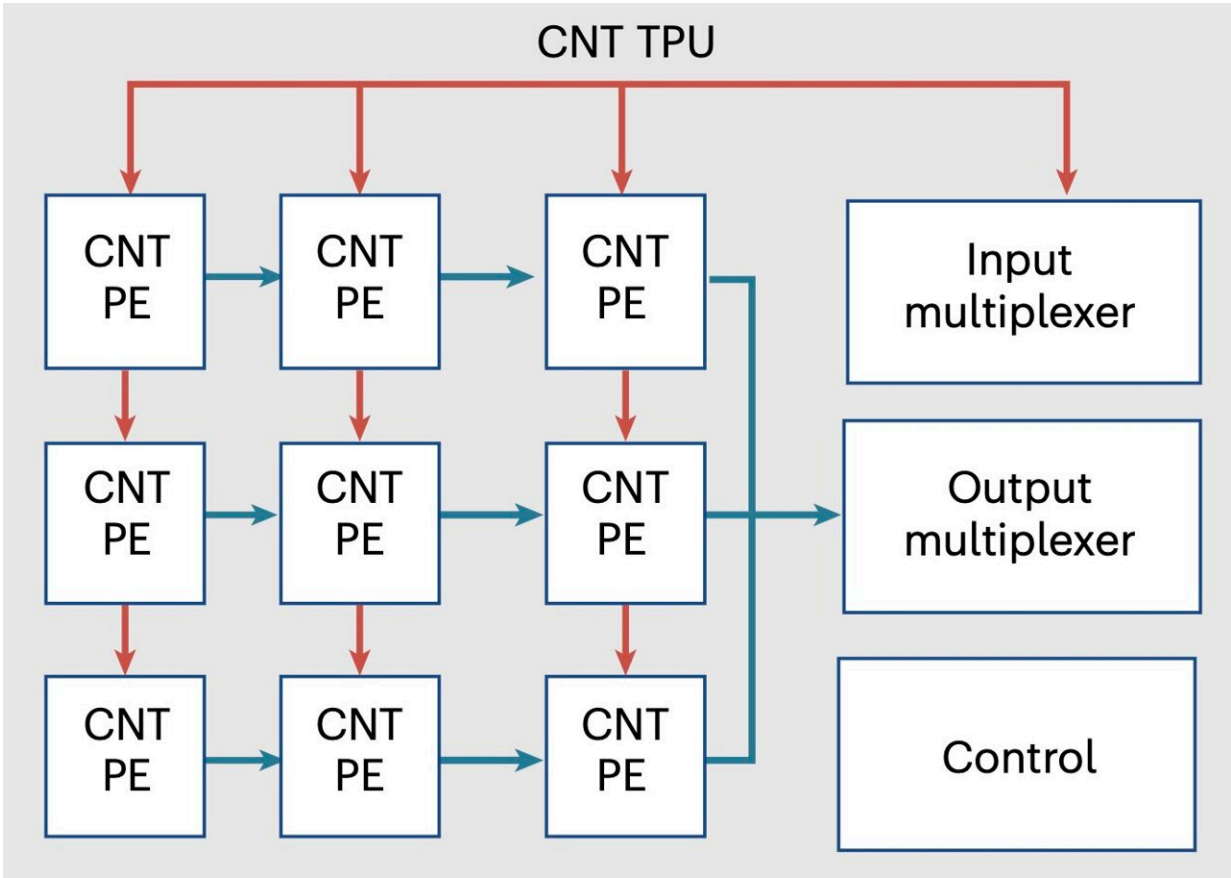 CNT TPU
CNT
PE
CNT
PE
CNT
PE
Input
multiplexer
CNT
PE
CNT
PE
CNT
PE
Output
multiplexer
CNT
PE
CNT
PE
CNT
PE
Control